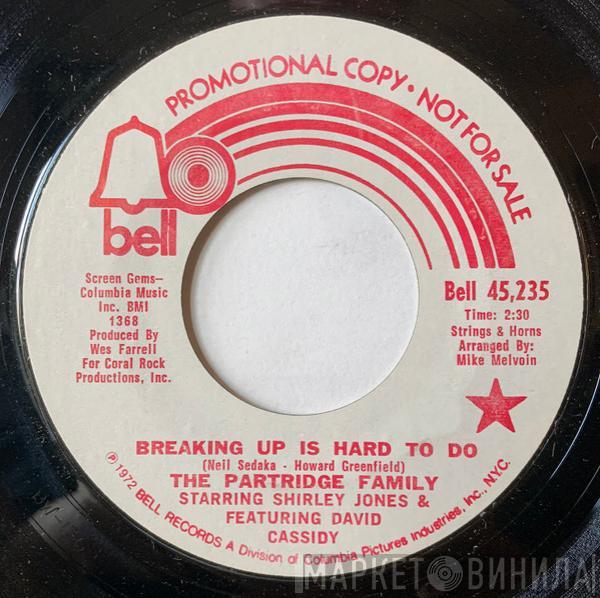 PROMOTIONAL COPY • NOT FOR SALE
bell
Screen Gems—
Columbia Music
Inc. BMI
1368
Produced By
Wes Farrell
For Coral Rock
Productions, Inc.
Bell 45,235
Time: 2:30
Strings & Horns
Arranged By:
Mike Melvoin
BREAKING UP IS HARD TO DO
(Neil Sedaka - Howard Greenfield)
THE PARTRIDGE FAMILY
STARRING SHIRLEY JONES &
FEATURING DAVID
CASSIDY
℗ 1972 BELL RECORDS A Division of Columbia Pictures Industries, Inc., N.Y.C.
МАРКЕТ ВИНИЛА